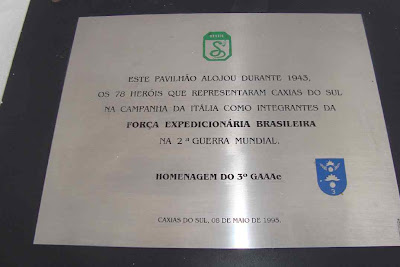 ESTE PAVILHÃO ALOJOU DURANTE 1943,
OS 78 HERÓIS QUE REPRESENTARAM CAXIAS DO SUL
NA CAMPANHA DA ITÁLIA COMO INTEGRANTES DA
FORÇA EXPEDICIONÁRIA BRASILEIRA
NA 2ª GUERRA MUNDIAL.
HOMENAGEM DO 3º GAAAe
CAXIAS DO SUL, 08 DE MAIO DE 1995.